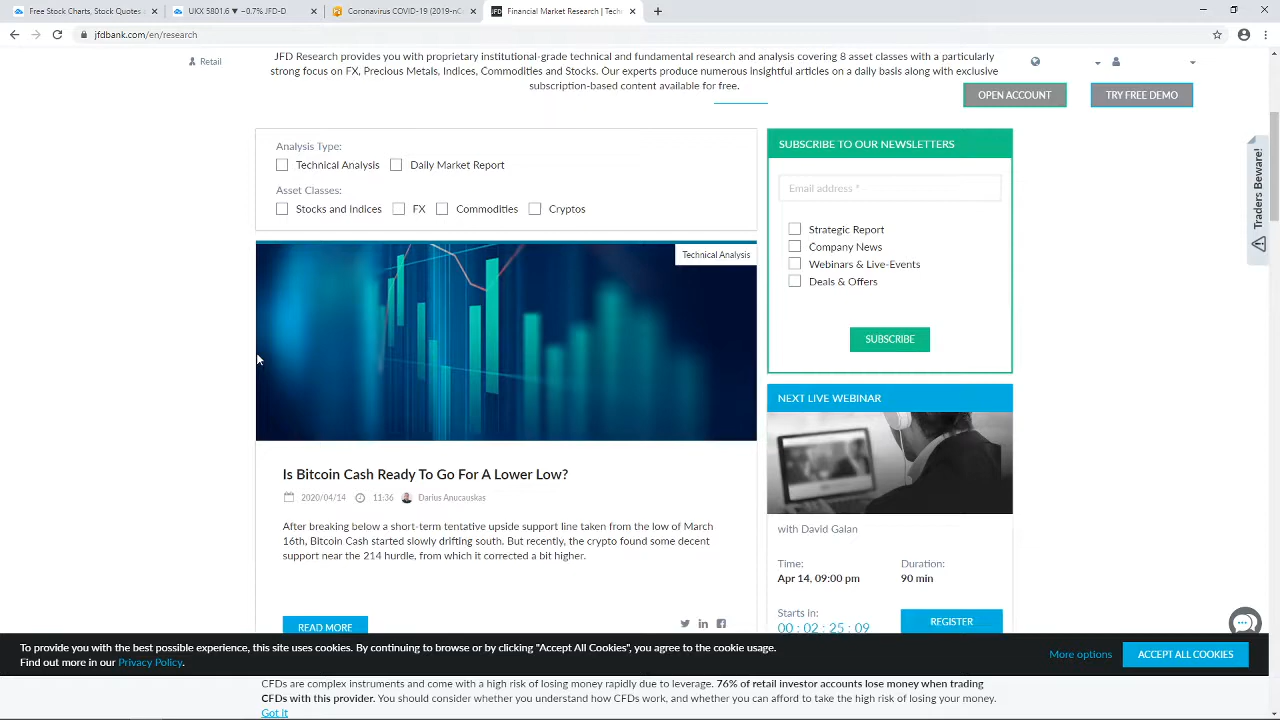 Free Stock Charts, Stock Quotes
UKX 5801.6 ▼ −0.7% JFD-D
Coronavirus COVID-19 (2019-nC
Financial Market Research | Tech
jfdbank.com/en/research
Retail
JFD Research provides you with proprietary institutional-grade technical and fundamental research and analysis covering 8 asset classes with a particularly
strong focus on FX, Precious Metals, Indices, Commodities and Stocks. Our experts produce numerous insightful articles on a daily basis along with exclusive
subscription-based content available for free.
OPEN ACCOUNT
TRY FREE DEMO
Analysis Type:
Technical Analysis
Daily Market Report
Asset Classes:
Stocks and Indices
FX
Commodities
Cryptos
SUBSCRIBE TO OUR NEWSLETTERS
Email address *
Strategic Report
Company News
Webinars & Live-Events
Deals & Offers
SUBSCRIBE
Traders Beware!
Technical Analysis
Is Bitcoin Cash Ready To Go For A Lower Low?
2020/04/14
11:36
Darius Anucauskas
After breaking below a short-term tentative upside support line taken from the low of March
16th, Bitcoin Cash started slowly drifting south. But recently, the crypto found some decent
support near the 214 hurdle, from which it corrected a bit higher.
READ MORE
NEXT LIVE WEBINAR
with David Galan
Time:
Duration:
Apr 14, 09:00 pm
90 min
Starts in:
00 : 02 : 25 : 09
REGISTER
To provide you with the best possible experience, this site uses cookies. By continuing to browse or by clicking "Accept All Cookies", you agree to the cookie usage.
Find out more in our Privacy Policy.
More options
ACCEPT ALL COOKIES
CFDs are complex instruments and come with a high risk of losing money rapidly due to leverage. 76% of retail investor accounts lose money when trading
CFDs with this provider. You should consider whether you understand how CFDs work, and whether you can afford to take the high risk of losing your money.
Got it